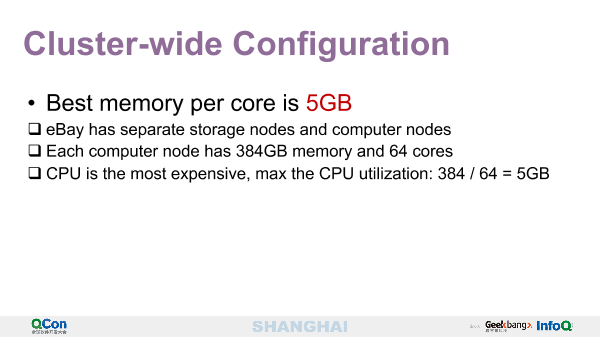 Cluster-wide Configuration
• Best memory per core is 5GB
❑ eBay has separate storage nodes and computer nodes
❑ Each computer node has 384GB memory and 64 cores
❑ CPU is the most expensive, max the CPU utilization: 384 / 64 = 5GB
QCon
SHANGHAI
Geekbang>.
InfoQ